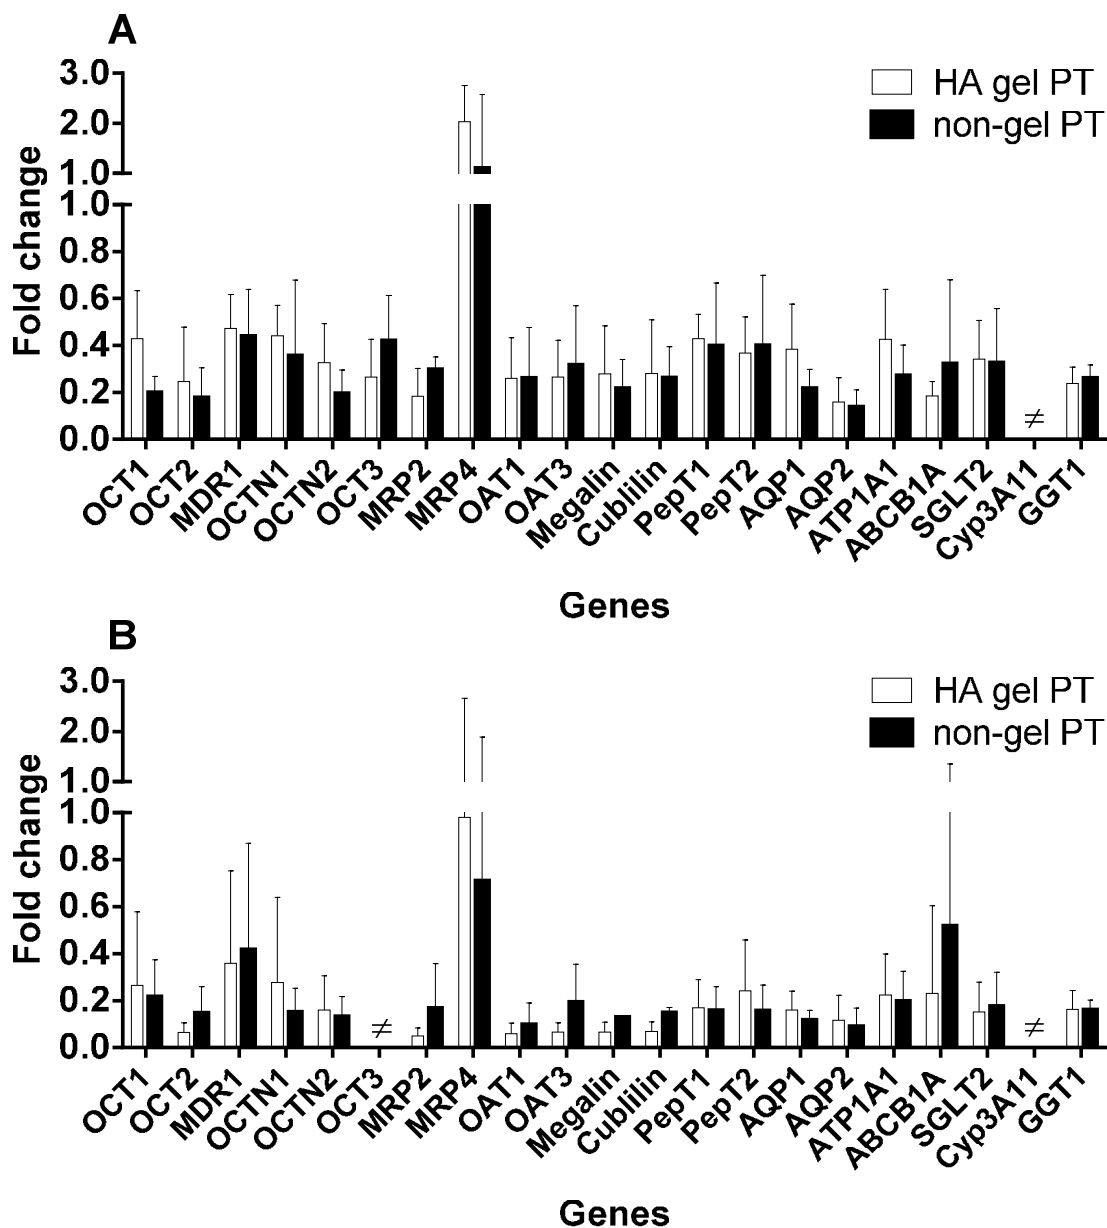 A
HA gel PT
non-gel PT
Fold change
3.0
2.0
1.0
1.0
0.8
0.6
0.4
0.2
0.0
≠
OCT1 OCT2 MDR1 OCTN1 OCTN2 OCT3 MRP2 MRP4 OAT1 OAT3 Megalin Cublilin PepT1 PepT2 AQP1 AQP2 ATP1A1 ABCB1A SGLT2 Cyp3A11 GGT1
Genes
B
HA gel PT
non-gel PT
Fold change
3.0
2.0
1.0
1.0
0.8
0.6
0.4
0.2
0.0
≠ ≠
OCT1 OCT2 MDR1 OCTN1 OCTN2 OCT3 MRP2 MRP4 OAT1 OAT3 Megalin Cublilin PepT1 PepT2 AQP1 AQP2 ATP1A1 ABCB1A SGLT2 Cyp3A11 GGT1
Genes